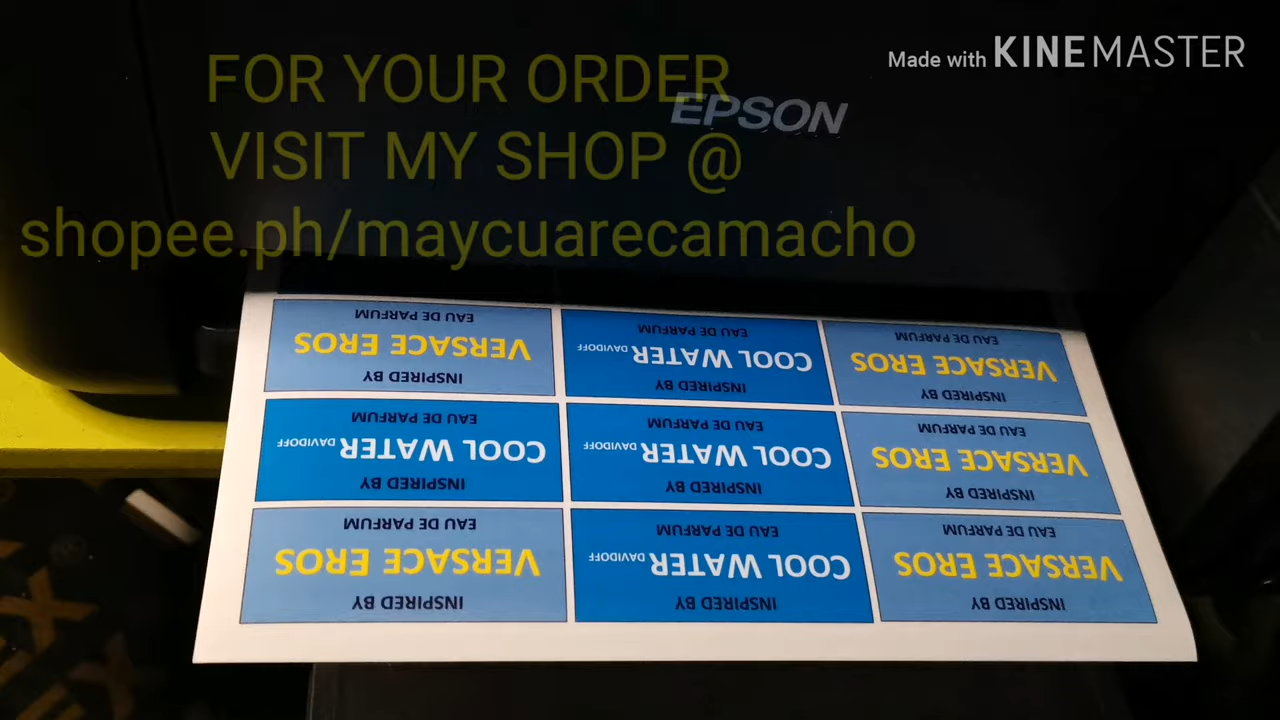 Made with KINEMASTER
FOR YOUR ORDER
EPSON
VISIT MY SHOP @
shopee.ph/maycuarecamacho
EAU DE PARFUM
VERSACE EROS
INSPIRED BY
EAU DE PARFUM
COOL WATER DAVIDOFF
INSPIRED BY
EAU DE PARFUM
VERSACE EROS
INSPIRED BY
EAU DE PARFUM
COOL WATER DAVIDOFF
INSPIRED BY
EAU DE PARFUM
COOL WATER DAVIDOFF
INSPIRED BY
EAU DE PARFUM
VERSACE EROS
INSPIRED BY
EAU DE PARFUM
VERSACE EROS
INSPIRED BY
EAU DE PARFUM
COOL WATER DAVIDOFF
INSPIRED BY
EAU DE PARFUM
VERSACE EROS
INSPIRED BY